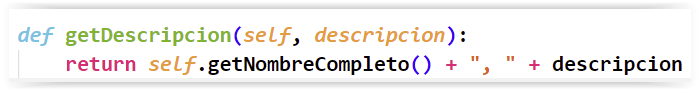 def getDescripcion(self, descripcion):
    return self.getNombreCompleto() + ", " + descripcion